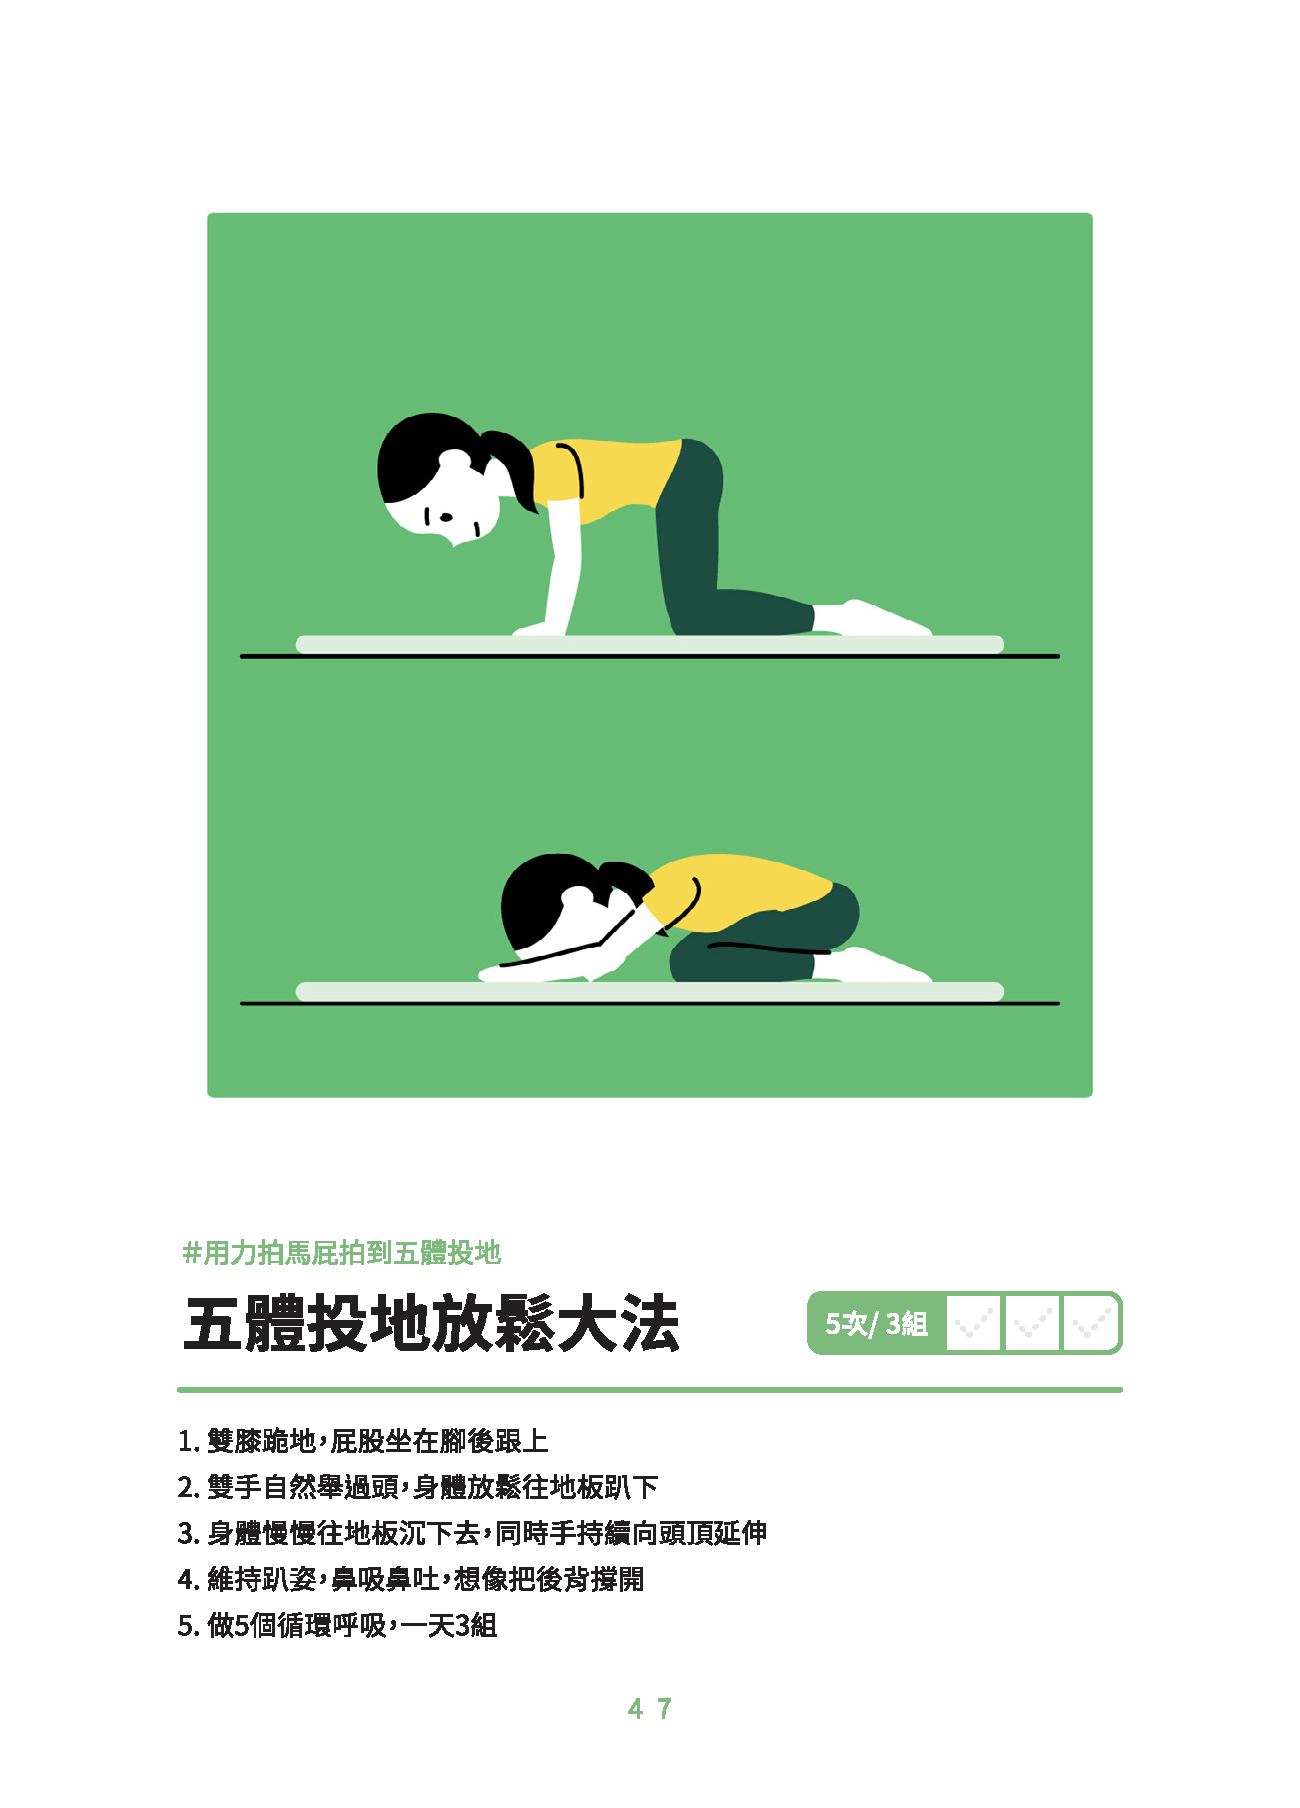 #用力拍馬屁拍到五體投地
五體投地放鬆大法
5次/ 3組
1. 雙膝跪地，屁股坐在腳後跟上
2. 雙手自然舉過頭，身體放鬆往地板趴下
3. 身體慢慢往地板沉下去，同時手持續向頭頂延伸
4. 維持趴姿，鼻吸鼻吐，想像把後背撐開
5. 做5個循環呼吸，一天3組
47